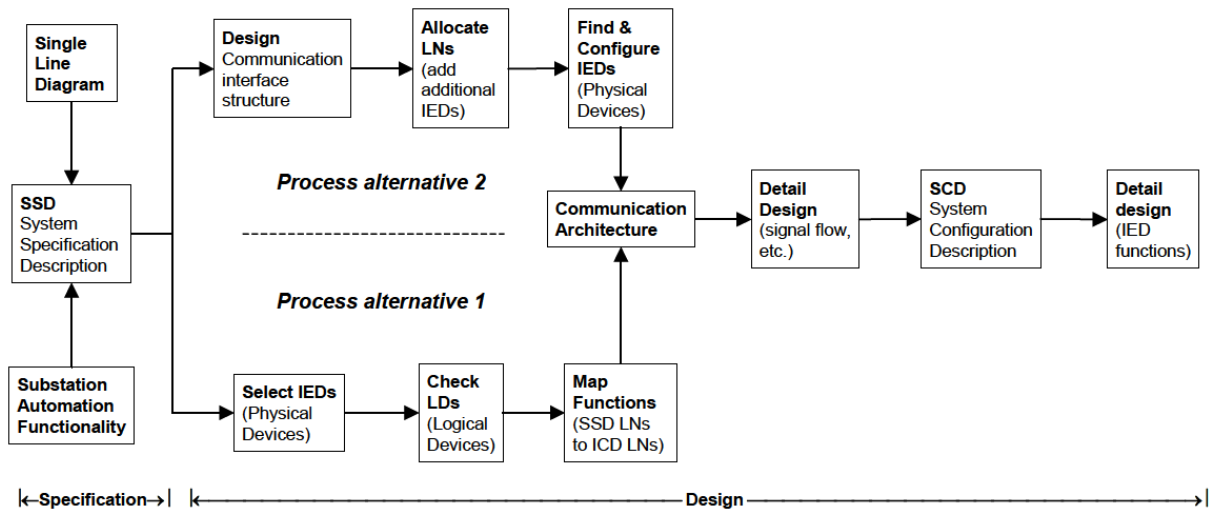 Single
Line
Diagram
Design
Communication
interface
structure
Allocate
LNs
(add
additional
IEDs)
Find &
Configure
IEDs
(Physical
Devices)
Process alternative 2
SSD
System
Specification
Description
Communication
Architecture
Detail
Design
(signal flow,
etc.)
SCD
System
Configuration
Description
Detail
design
(IED
functions)
Process alternative 1
Substation
Automation
Functionality
Select IEDs
(Physical
Devices)
Check
LDs
(Logical
Devices)
Map
Functions
(SSD LNs
to ICD LNs)
Specification
Design